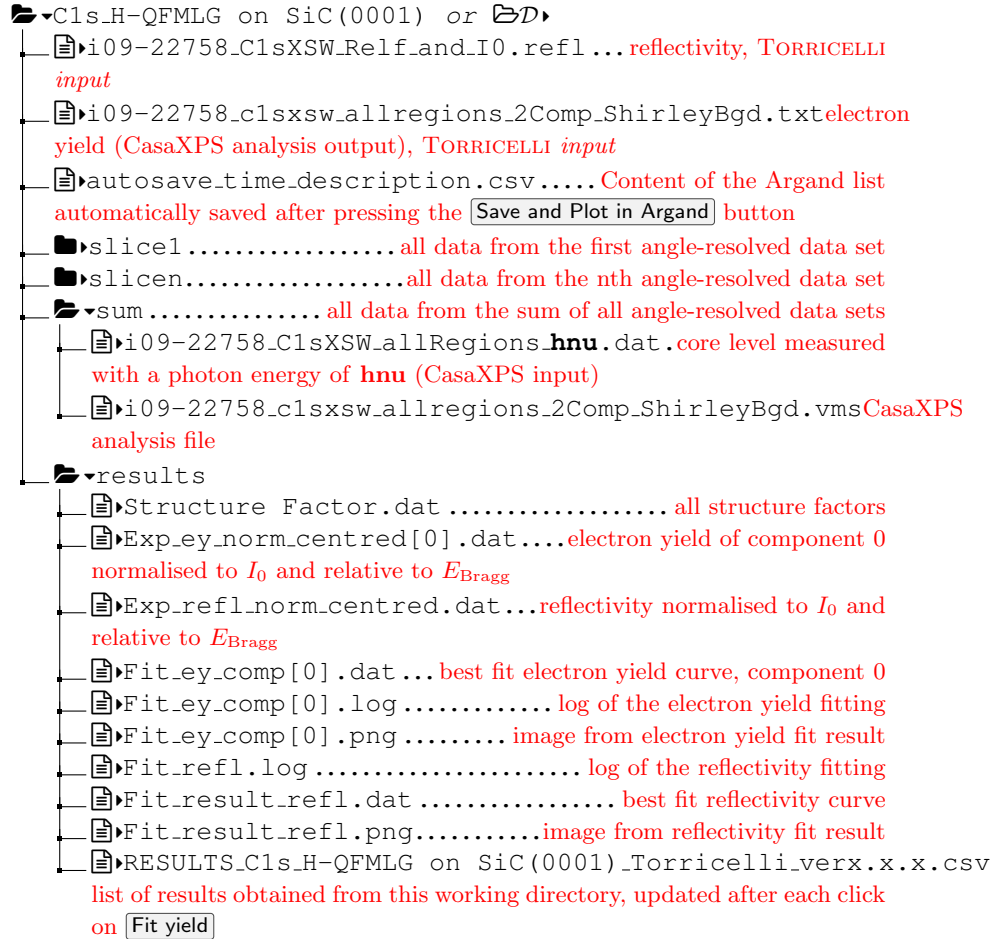 C1s_H-QFMLG on SiC(0001) or D
i09-22758_C1sXSW_Relf_and_I0.refl ... reflectivity, TORRICELLI
input
i09-22758_c1sxsw_allregions_2Comp_ShirleyBgd.txtelectron
yield (CasaXPS analysis output), TORRICELLI input
autosave_time_description.csv ..... Content of the Argand list
automatically saved after pressing the Save and Plot in Argand button
slice1 .................. all data from the first angle-resolved data set
slicen................... all data from the nth angle-resolved data set
sum ............... all data from the sum of all angle-resolved data sets
i09-22758_C1sXSW_allRegions_hnu.dat.core level measured
with a photon energy of hnu (CasaXPS input)
i09-22758_c1sxsw_allregions_2Comp_ShirleyBgd.vmsCasaXPS
analysis file
results
Structure Factor.dat ................... all structure factors
Exp_ey_norm_centred[0].dat....electron yield of component 0
normalised to I0 and relative to EBragg
Exp_refl_norm_centred.dat...reflectivity normalised to I0 and
relative to EBragg
Fit_ey_comp[0].dat ... best fit electron yield curve, component 0
Fit_ey_comp[0].log ............. log of the electron yield fitting
Fit_ey_comp[0].png ......... image from electron yield fit result
Fit_refl.log ....................... log of the reflectivity fitting
Fit_result_refl.dat ................. best fit reflectivity curve
Fit_result_refl.png...........image from reflectivity fit result
RESULTS_C1s_H-QFMLG on SiC(0001)_Torricelli_verx.x.x.csv
list of results obtained from this working directory, updated after each click
on Fit yield